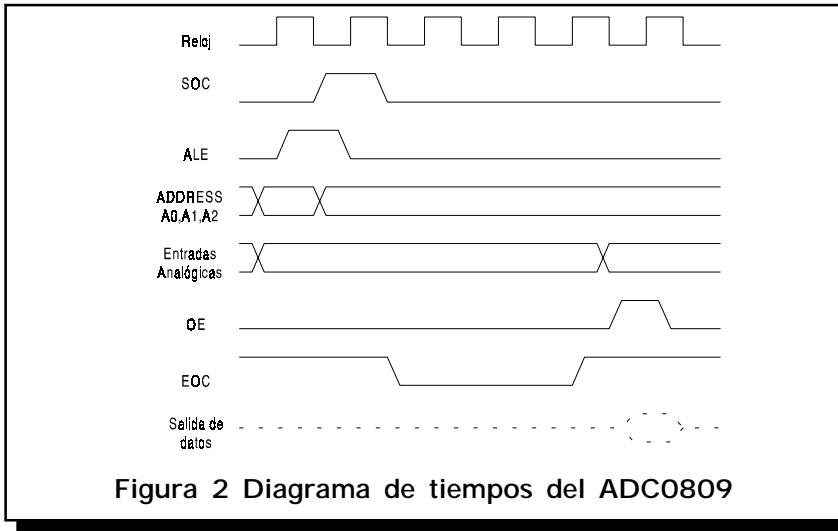 Reloj
SOC
ALE
ADDRESS
A0,A1,A2
Entradas
Analógicas
OE
EOC
Salida de
datos
Figura 2 Diagrama de tiempos del ADC0809